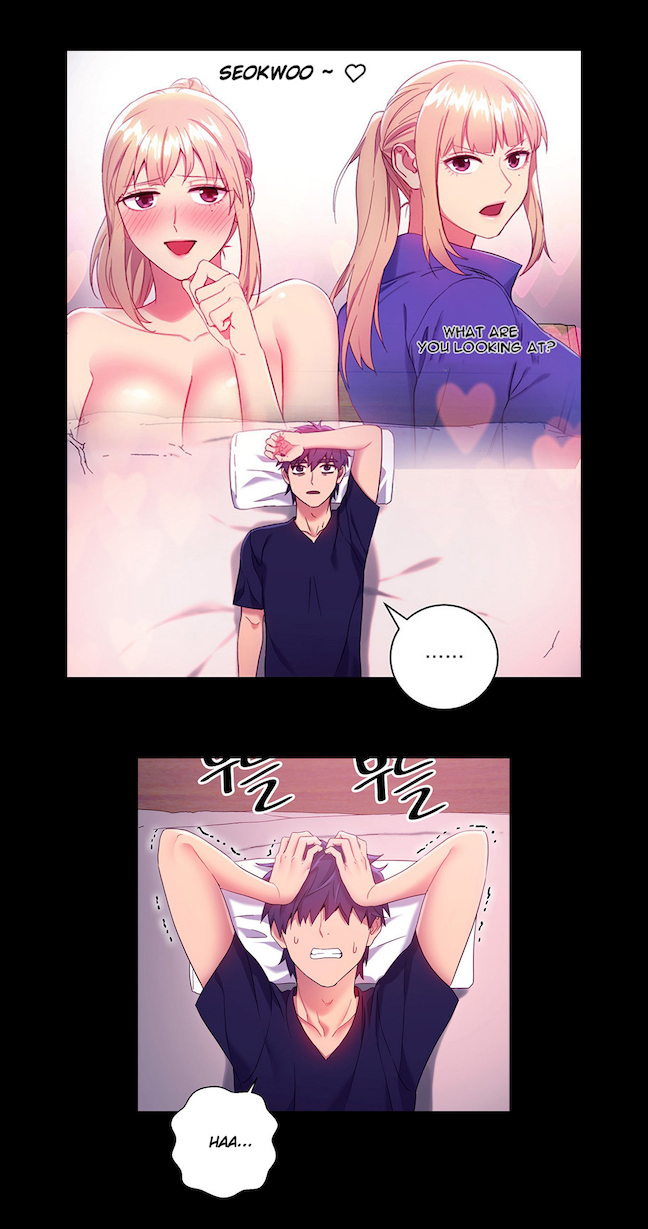 SEOKWOO ~ ♡
WHAT ARE
YOU LOOKING AT?
......
부들 부들
HAA...